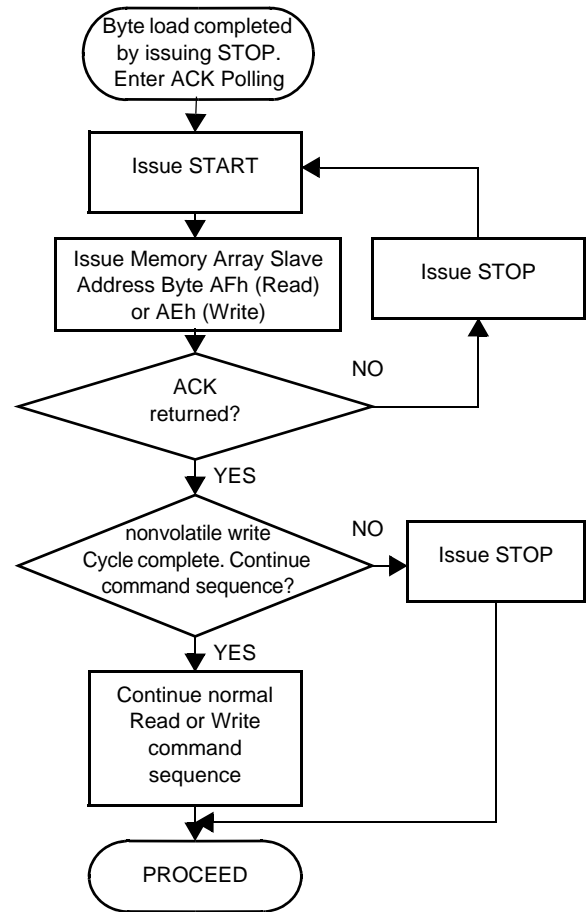 Byte load completed
by issuing STOP.
Enter ACK Polling
Issue START
Issue Memory Array Slave
Address Byte AFh (Read)
or AEh (Write)
Issue STOP
ACK
returned?
NO
YES
nonvolatile write
Cycle complete. Continue
command sequence?
NO
Issue STOP
YES
Continue normal
Read or Write
command
sequence
PROCEED